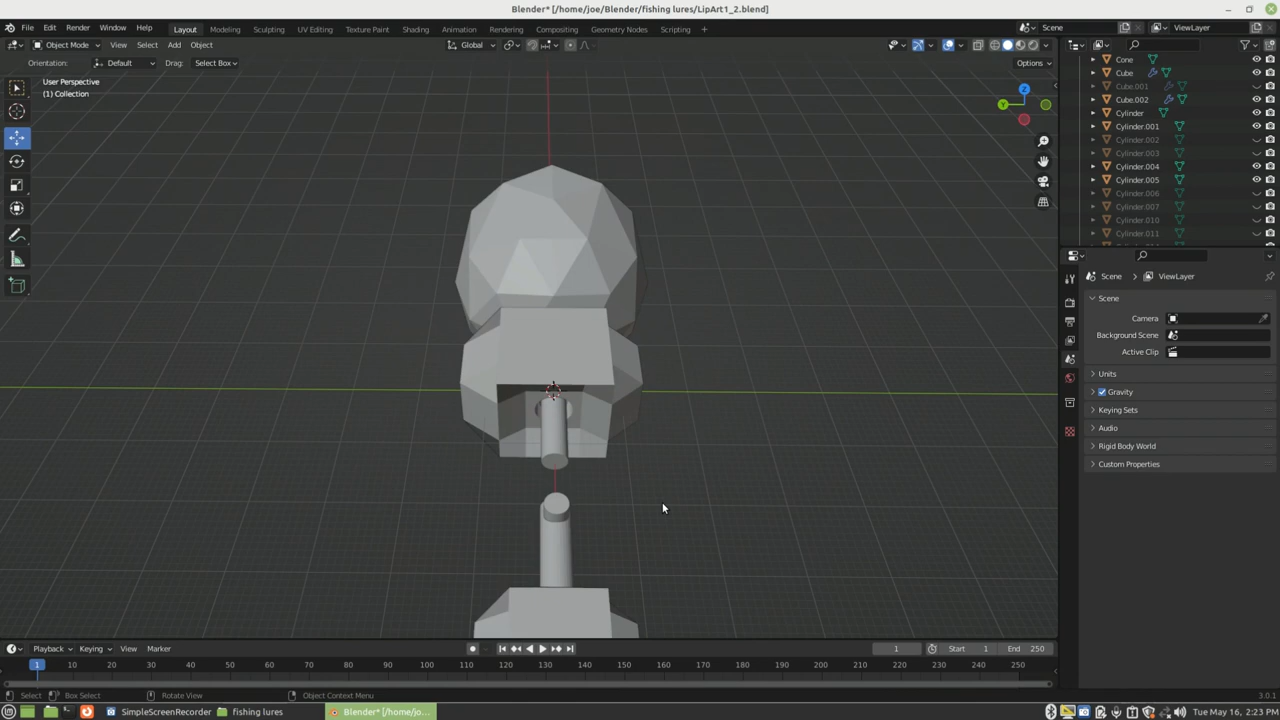 Blender* [/home/joe/Blender/fishing lures/LipArt1_2.blend]
File Edit Render Window Help Layout Modeling Sculpting UV Editing Texture Paint Shading Animation Rendering Compositing Geometry Nodes Scripting + Scene ViewLayer
Object Mode View Select Add Object Global
Orientation: Default Drag: Select Box Options
User Perspective
(1) Collection
Z
Y
Cone
Cube
Cube.001
Cube.002
Cylinder
Cylinder.001
Cylinder.002
Cylinder.003
Cylinder.004
Cylinder.005
Cylinder.006
Cylinder.007
Cylinder.010
Cylinder.011
Scene ViewLayer
Scene
Camera
Background Scene
Active Clip
Units
Gravity
Keying Sets
Audio
Rigid Body World
Custom Properties
Playback Keying View Marker 1 Start 1 End 250
1 10 20 30 40 50 60 70 80 90 100 110 120 130 140 150 160 170 180 190 200 210 220 230 240 250
Select Box Select Rotate View Object Context Menu 3.0.1
SimpleScreenRecorder fishing lures Blender* [/home/jo... Tue May 16, 2:23 PM